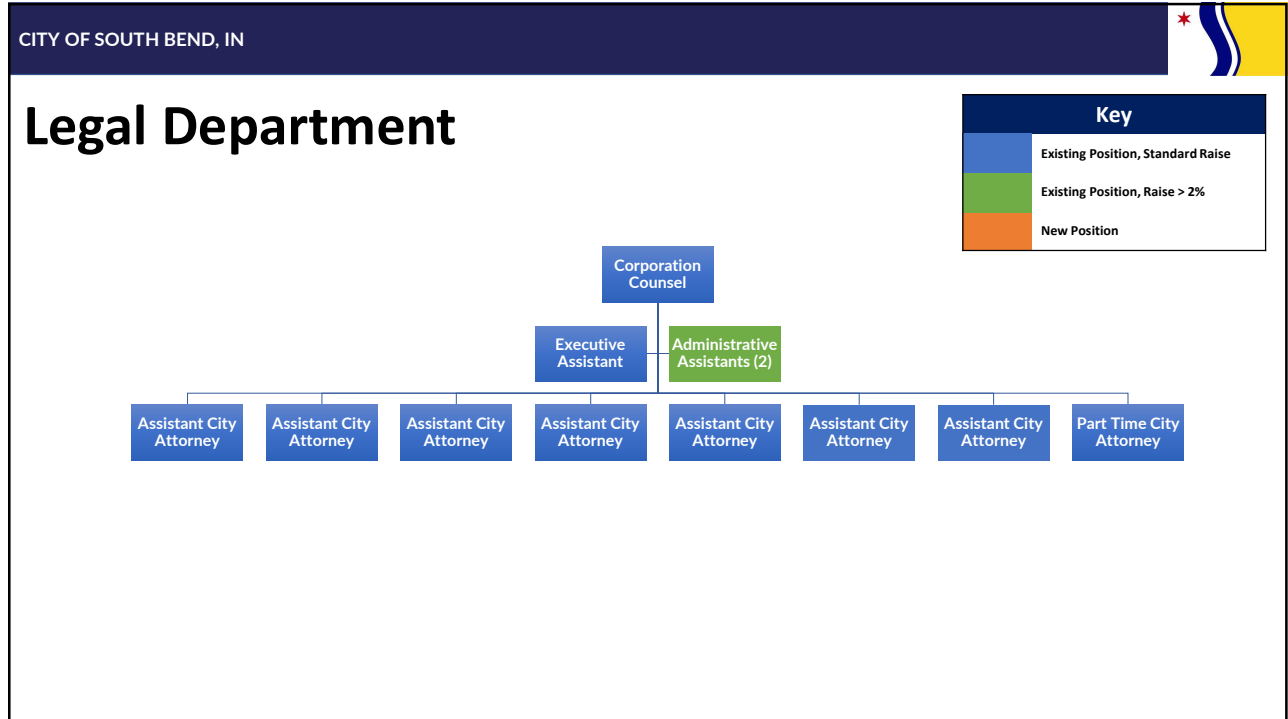 CITY OF SOUTH BEND, IN
Legal Department
Key
Existing Position, Standard Raise
Existing Position, Raise > 2%
New Position
Corporation
Counsel
Executive
Assistant
Administrative
Assistants (2)
Assistant City
Attorney
Assistant City
Attorney
Assistant City
Attorney
Assistant City
Attorney
Assistant City
Attorney
Assistant City
Attorney
Assistant City
Attorney
Part Time City
Attorney